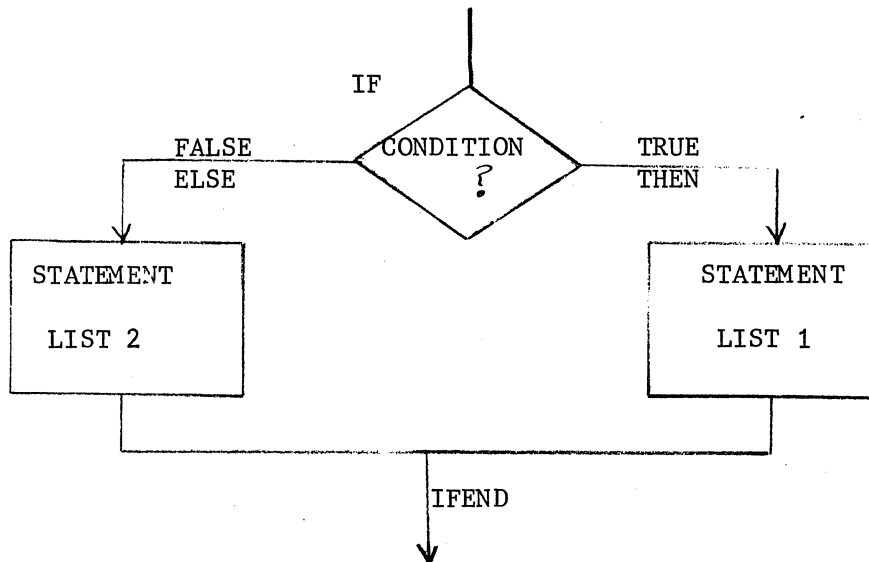 IF
CONDITION
?
FALSE
ELSE
TRUE
THEN
STATEMENT
LIST 2
STATEMENT
LIST 1
IFEND